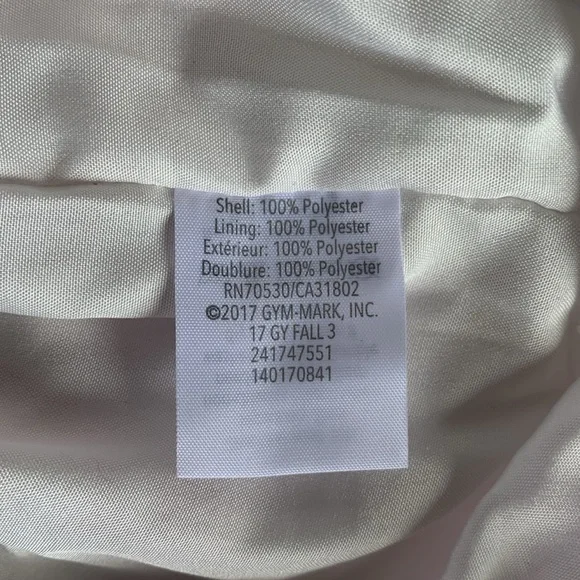 Shell: 100% Polyester
Lining: 100% Polyester
Extérieur: 100% Polyester
Doublure: 100% Polyester
RN70530/CA31802
©2017 GYM-MARK, INC.
17 GY FALL 3
241747551
140170841